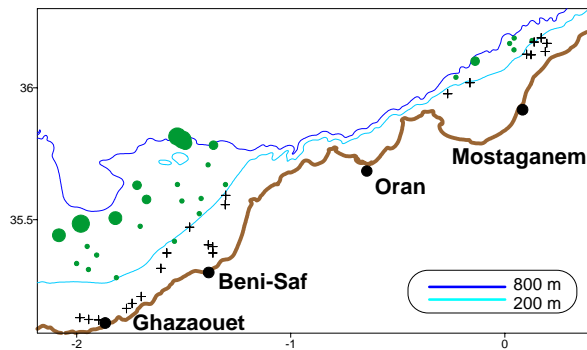 36
35.5
Mostaganem
Oran
Beni-Saf
Ghazaouet
800 m
200 m
-2
-1
0